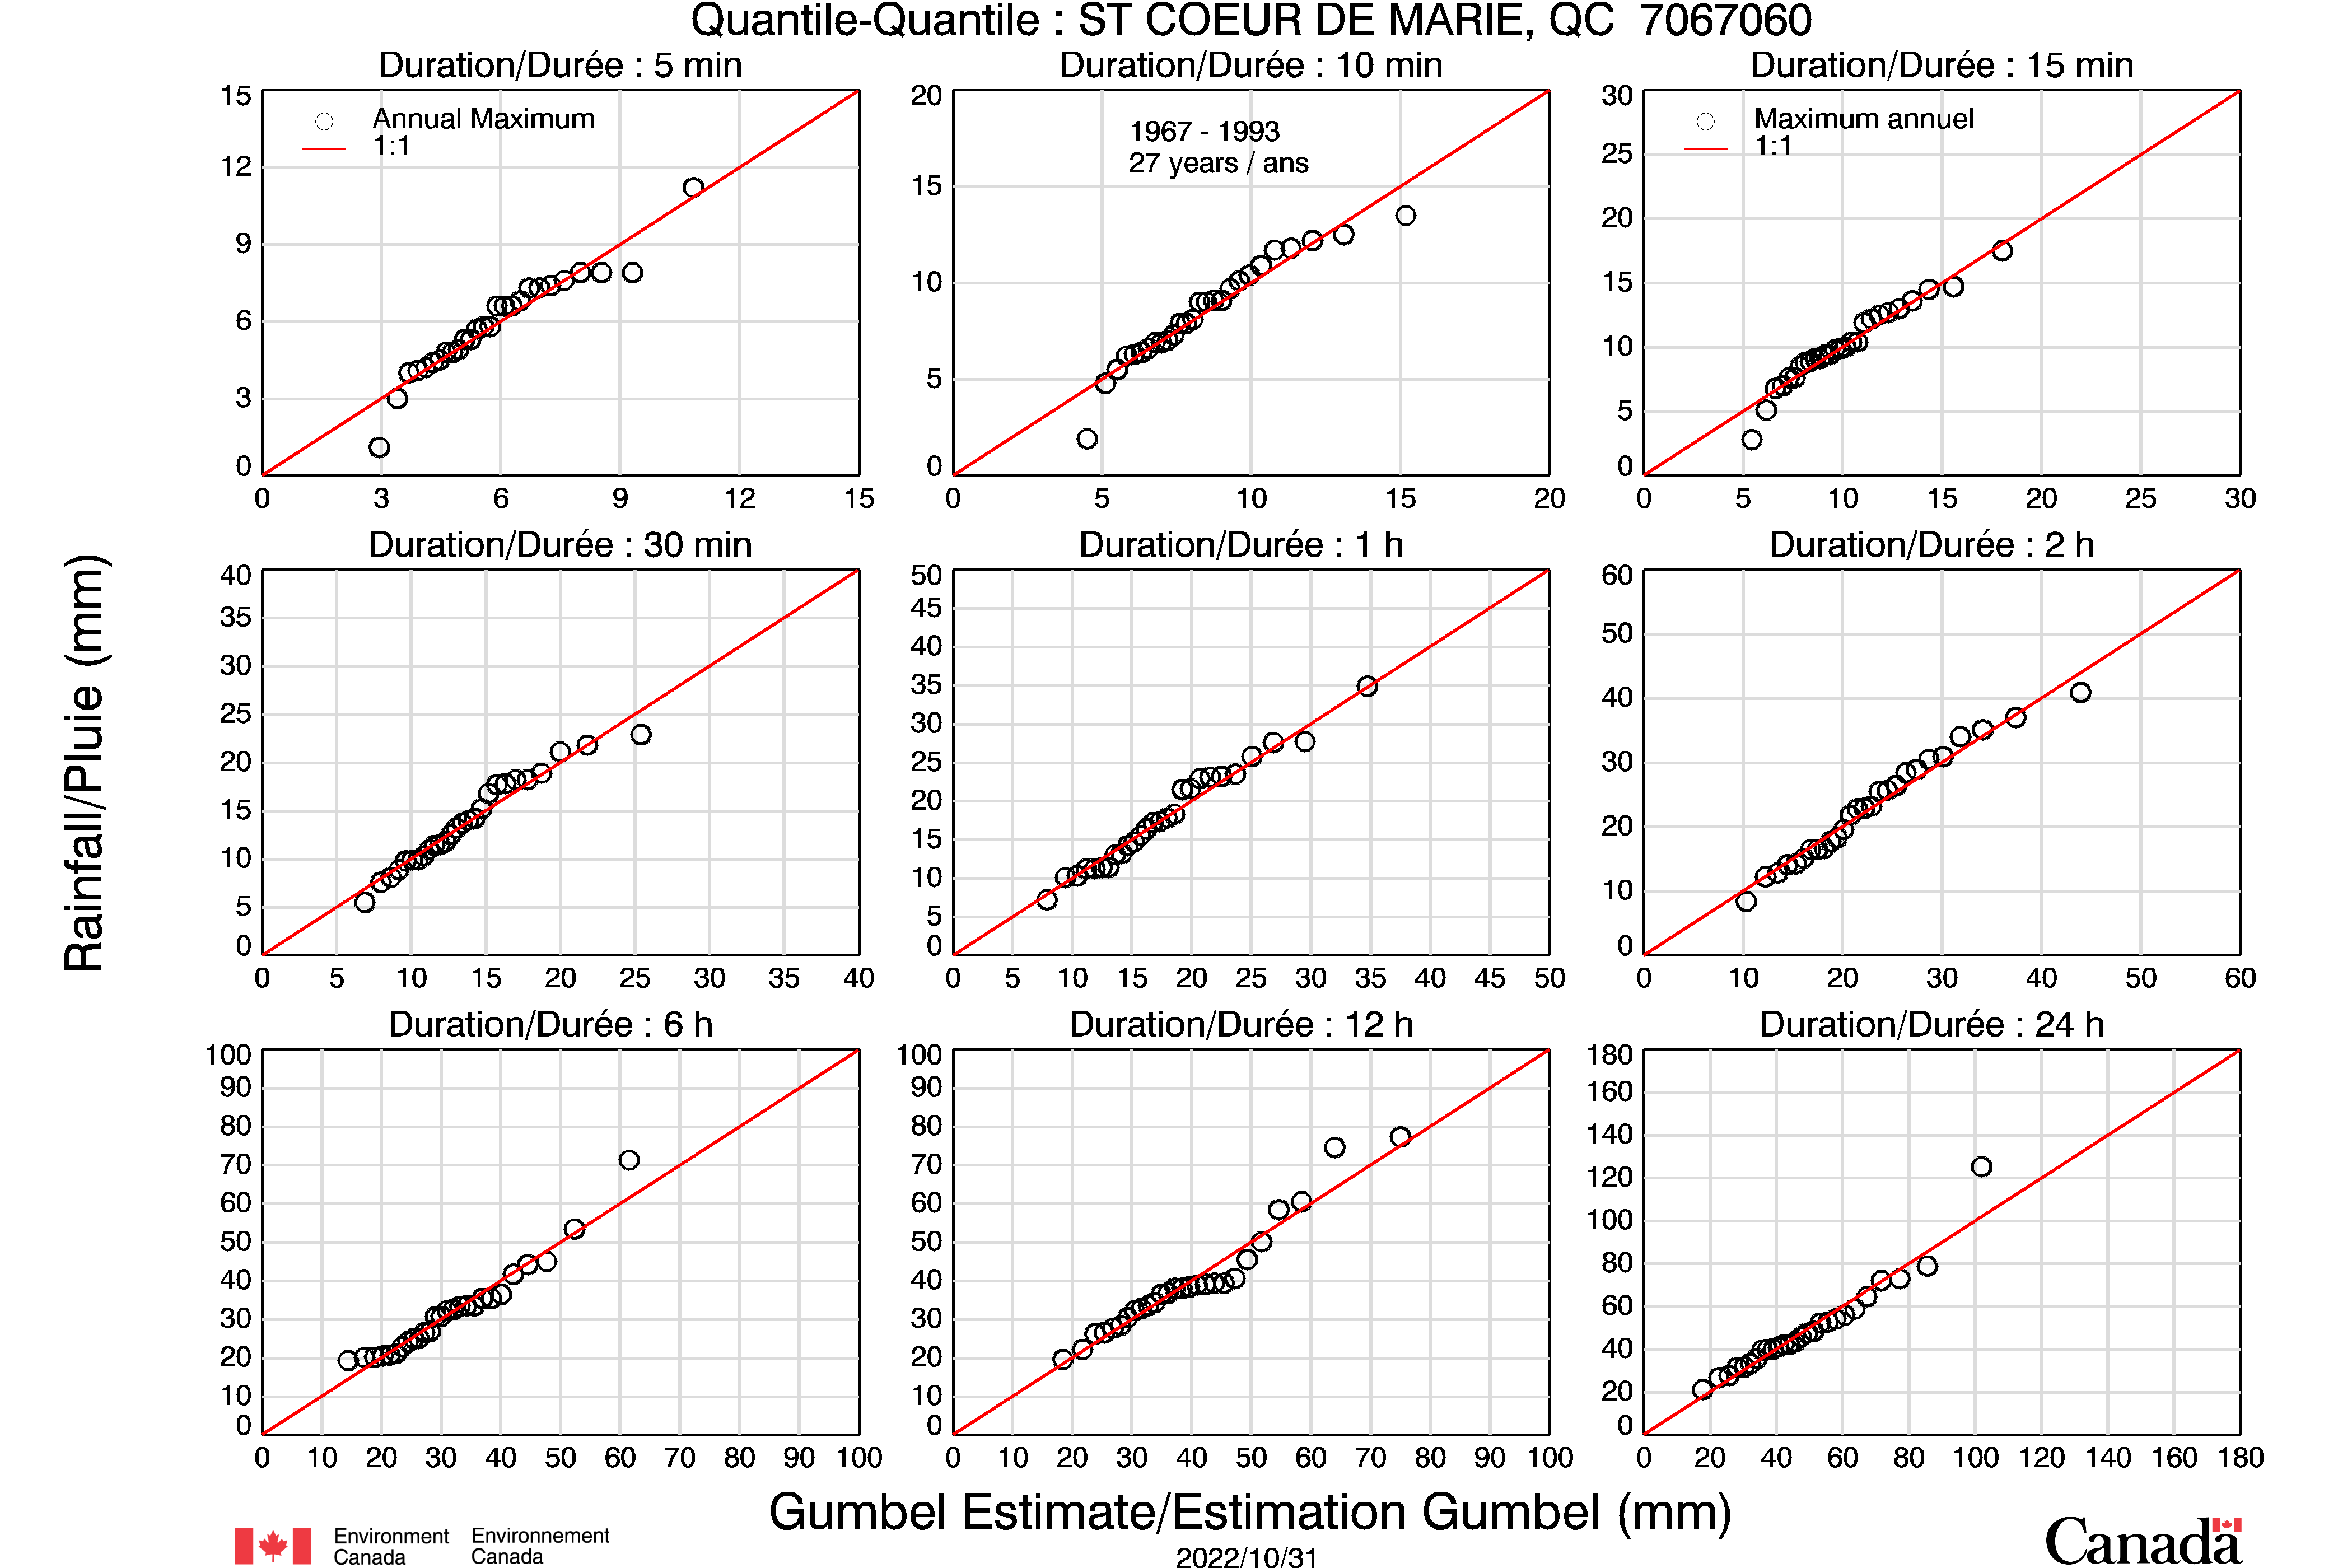 Quantile-Quantile : ST COEUR DE MARIE, QC 7067060
Duration/Durée : 5 min
Duration/Durée : 10 min
Duration/Durée : 15 min
15
12
9
6
3
0
Annual Maximum
1:1
0 3 6 9 12 15
20
15
10
5
0
1967 - 1993
27 years / ans
0 5 10 15 20
30
25
20
15
10
5
0
Maximum annuel
1:1
0 5 10 15 20 25 30
Rainfall/Pluie (mm)
Duration/Durée : 30 min
Duration/Durée : 1 h
Duration/Durée : 2 h
40
35
30
25
20
15
10
5
0
0 5 10 15 20 25 30 35 40
50
45
40
35
30
25
20
15
10
5
0
0 5 10 15 20 25 30 35 40 45 50
60
50
40
30
20
10
0
0 10 20 30 40 50 60
Duration/Durée : 6 h
Duration/Durée : 12 h
Duration/Durée : 24 h
100
90
80
70
60
50
40
30
20
10
0
0 10 20 30 40 50 60 70 80 90 100
100
90
80
70
60
50
40
30
20
10
0
0 10 20 30 40 50 60 70 80 90 100
180
160
140
120
100
80
60
40
20
0
0 20 40 60 80 100 120 140 160 180
Gumbel Estimate/Estimation Gumbel (mm)
Environment Canada
Environnement Canada
2022/10/31
Canada